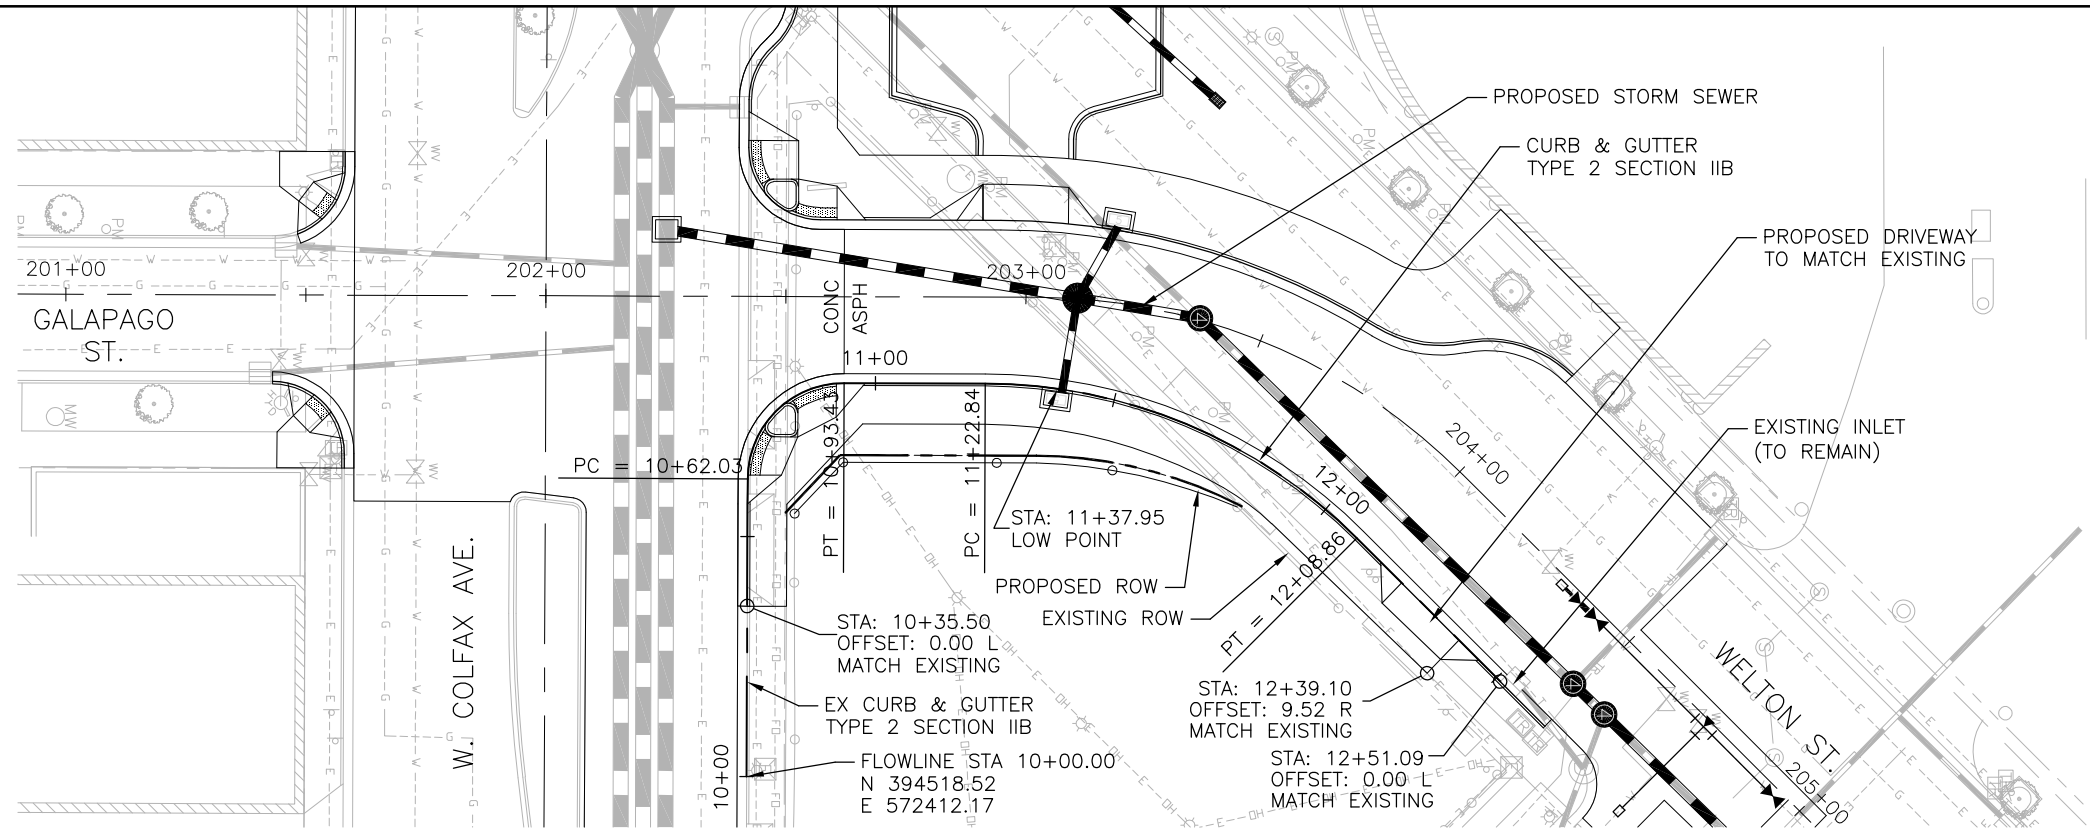 PROPOSED STORM SEWER
CURB & GUTTER
TYPE 2 SECTION IIB
PROPOSED DRIVEWAY
TO MATCH EXISTING
EXISTING INLET
(TO REMAIN)
201+00
202+00
203+00
204+00
205+00
GALAPAGO
ST.
CONC
ASPH
11+00
12+00
10+00
PC = 10+62.03
PT = 10+93.43
PC = 11+22.84
PT = 12+08.86
STA: 11+37.95
LOW POINT
PROPOSED ROW
EXISTING ROW
STA: 10+35.50
OFFSET: 0.00 L
MATCH EXISTING
EX CURB & GUTTER
TYPE 2 SECTION IIB
FLOWLINE STA 10+00.00
N 394518.52
E 572412.17
STA: 12+39.10
OFFSET: 9.52 R
MATCH EXISTING
STA: 12+51.09
OFFSET: 0.00 L
MATCH EXISTING
W. COLFAX AVE.
WELTON ST.